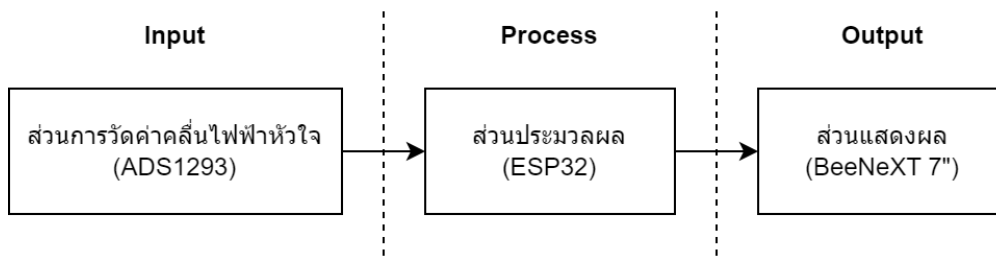 Input
Process
Output
ส่วนการวัดค่าคลื่นไฟฟ้าหัวใจ
(ADS1293)
ส่วนประมวลผล
(ESP32)
ส่วนแสดงผล
(BeeNeXT 7")